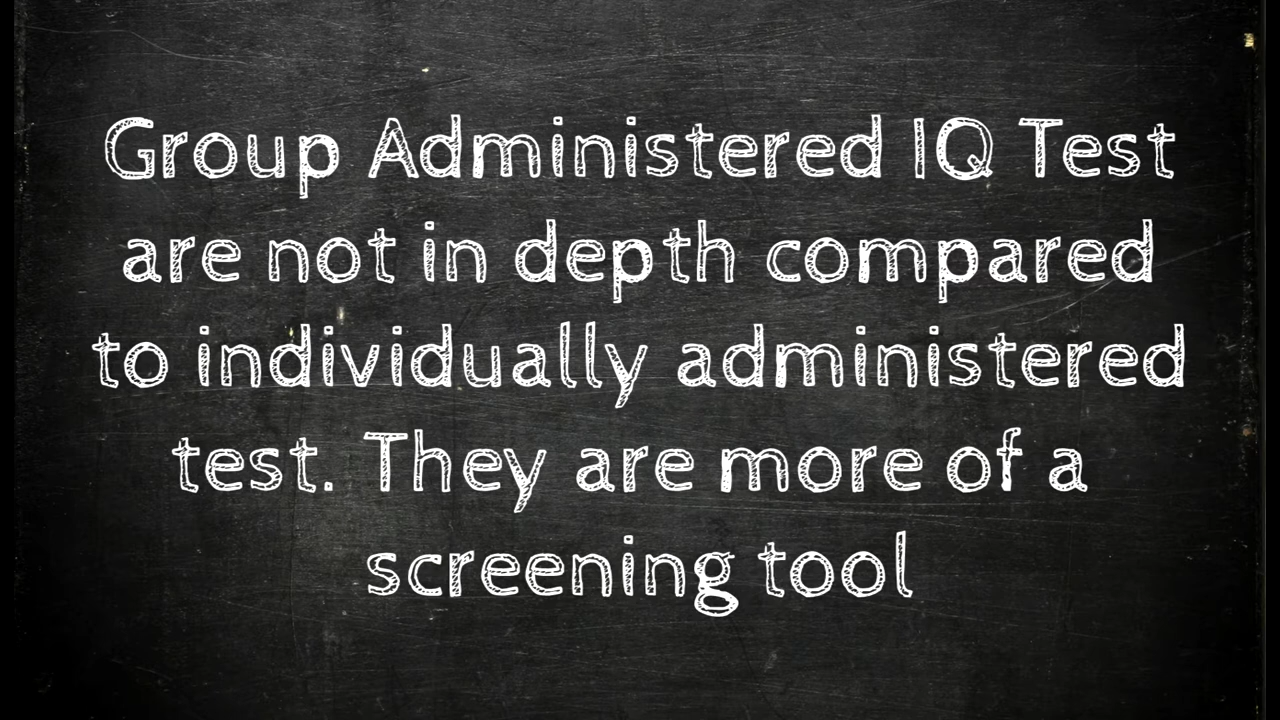 Group Administered IQ Test
are not in depth compared
to individually administered
test. They are more of a
screening tool